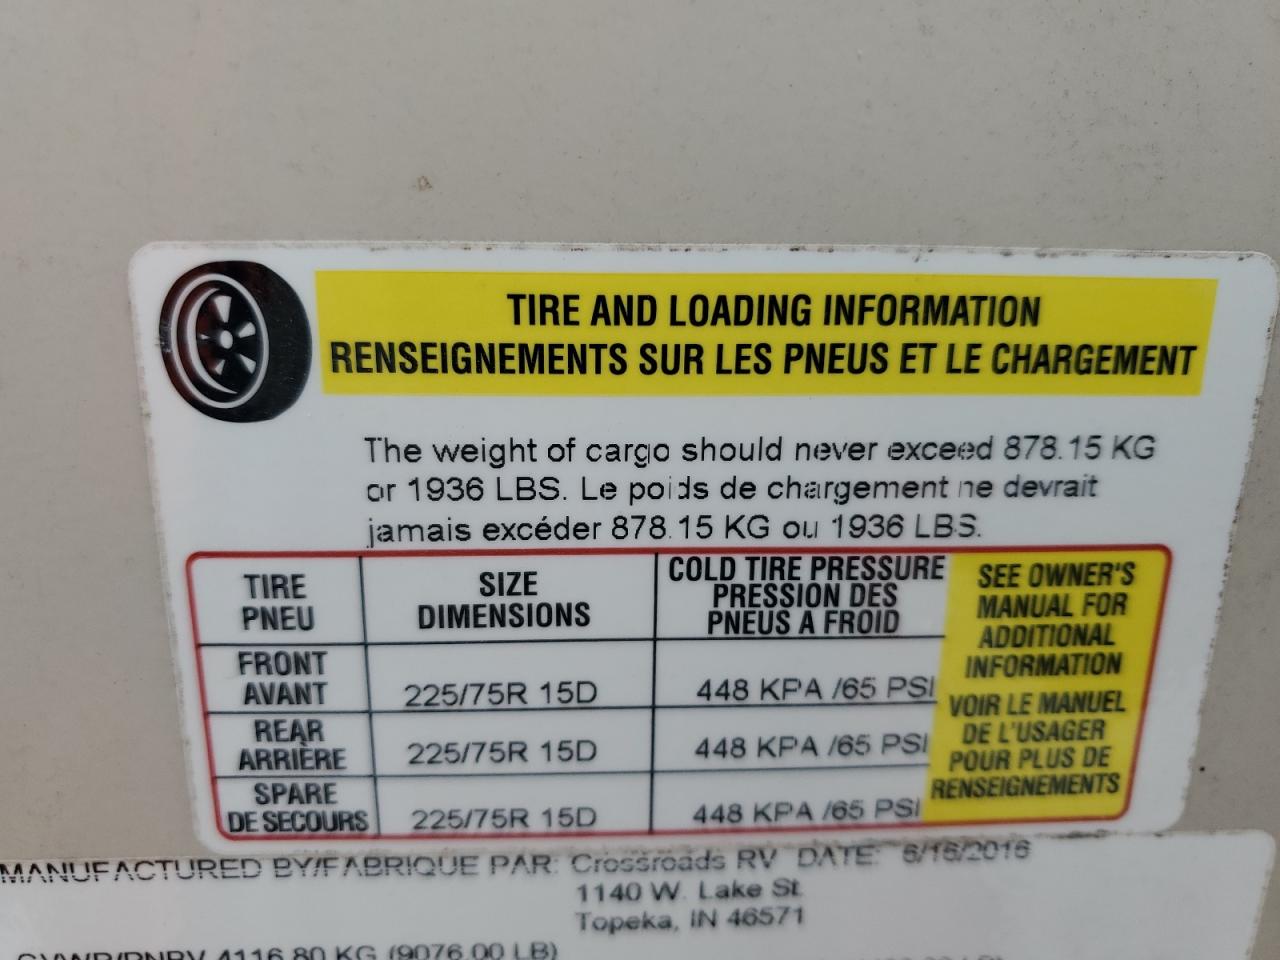 TIRE AND LOADING INFORMATION
RENSEIGNEMENTS SUR LES PNEUS ET LE CHARGEMENT
The weight of cargo should never exceed 878.15 KG
or 1936 LBS. Le poids de chargement ne devrait
jamais excéder 878.15 KG ou 1936 LBS.
TIRE
PNEU
SIZE
DIMENSIONS
COLD TIRE PRESSURE
PRESSION DES
PNEUS A FROID
SEE OWNER'S
MANUAL FOR
ADDITIONAL
INFORMATION
VOIR LE MANUEL
DE L'USAGER
POUR PLUS DE
RENSEIGNEMENTS
FRONT
AVANT
225/75R 15D
448 KPA /65 PSI
REAR
ARRIÈRE
225/75R 15D
448 KPA /65 PSI
SPARE
DE SECOURS
225/75R 15D
448 KPA /65 PSI
MANUFACTURED BY/FABRIQUE PAR: Crossroads RV DATE: 6/16/2016
1140 W. Lake St.
Topeka, IN 46571
GVWR/PNBV 4116.80 KG (9076.00 LB)